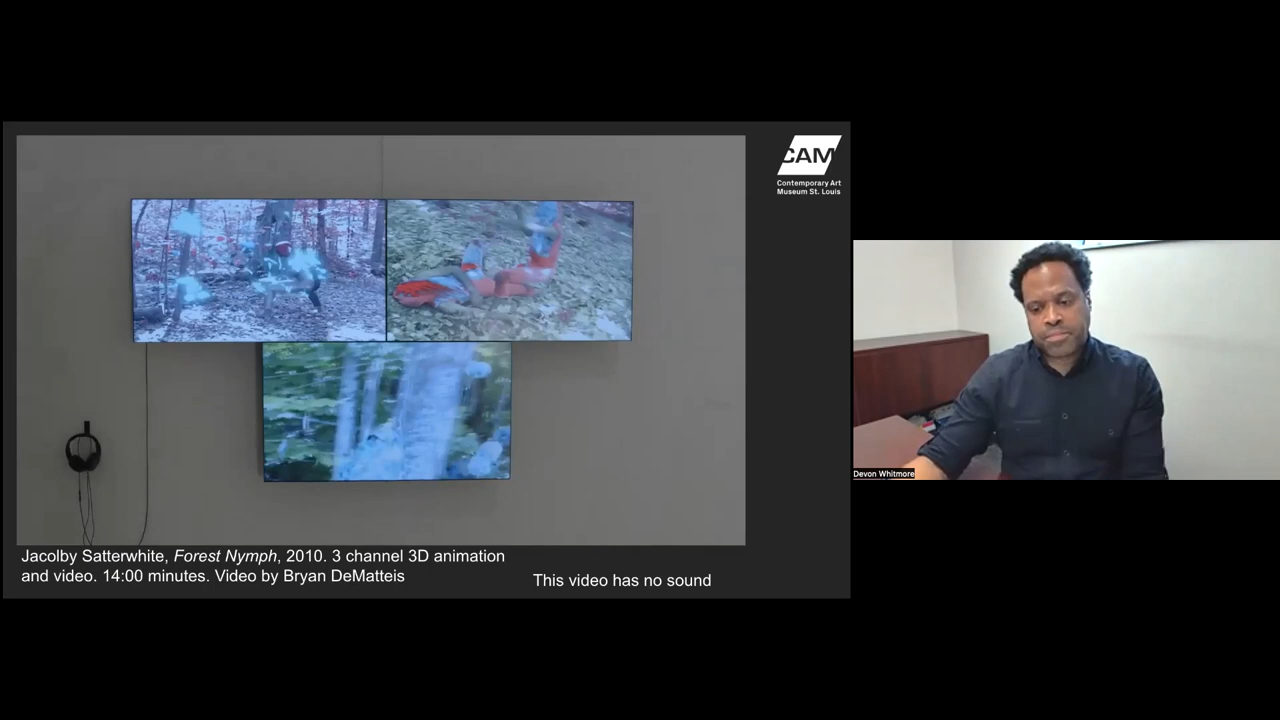 CAM
Contemporary Art
Museum St. Louis
Devon Whitmore
Jacolby Satterwhite, Forest Nymph, 2010. 3 channel 3D animation
and video. 14:00 minutes. Video by Bryan DeMatteis
This video has no sound